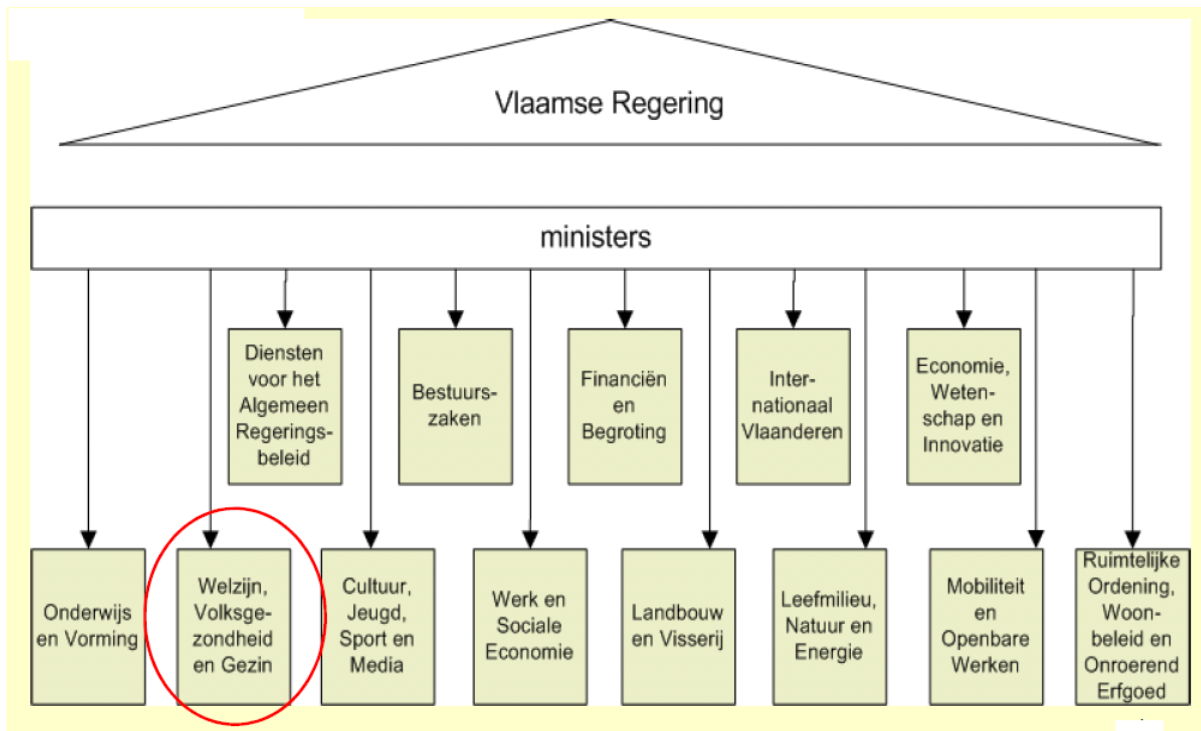 Vlaamse Regering
ministers
Diensten
voor het
Algemeen
Regerings-
beleid
Bestuurs-
zaken
Financiën
en
Begroting
Inter-
nationaal
Vlaanderen
Economie,
Weten-
schap en
Innovatie
Onderwijs
en Vorming
Welzijn,
Volksge-
zondheid
en Gezin
Cultuur,
Jeugd,
Sport en
Media
Werk en
Sociale
Economie
Landbouw
en Visserij
Leefmilieu,
Natuur en
Energie
Mobiliteit
en
Openbare
Werken
Ruimtelijke
Ordening,
Woon-
beleid en
Onroerend
Erfgoed